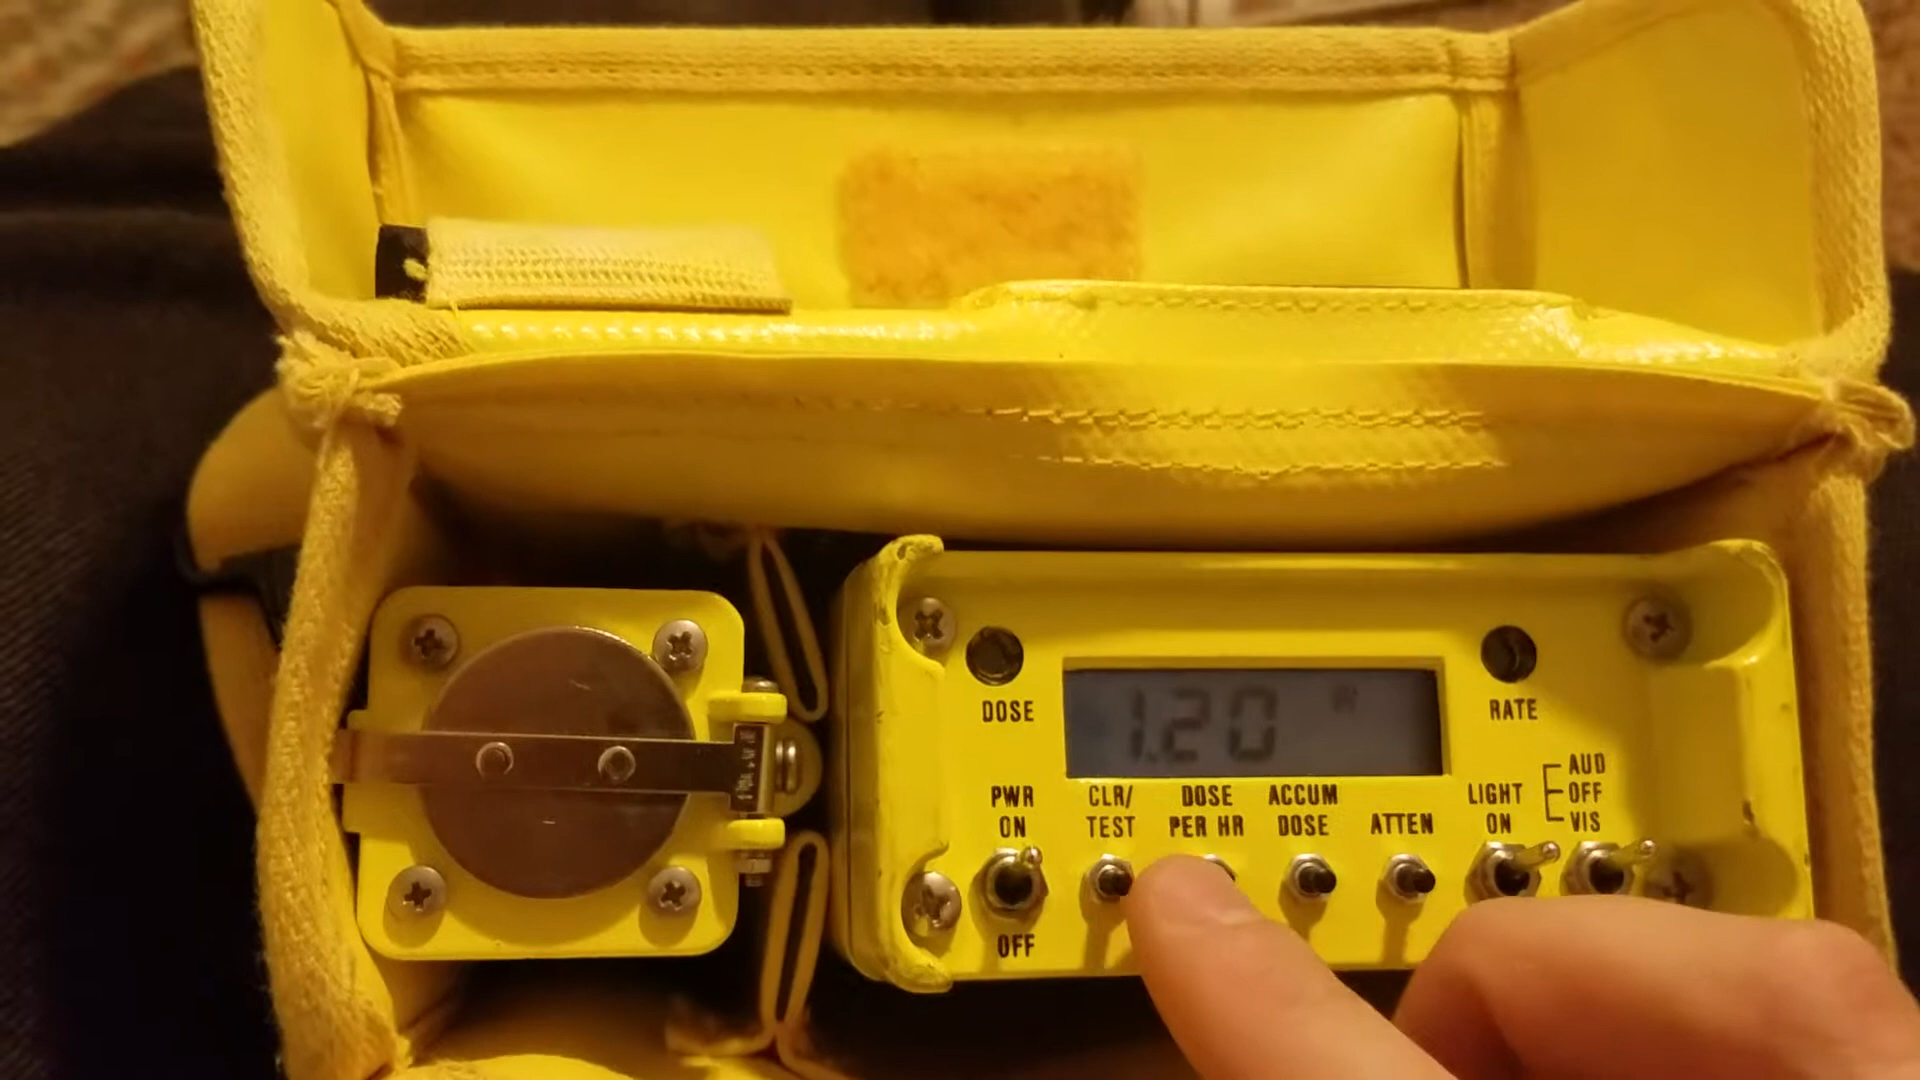 DOSE
1.20
RATE
PWR
ON
CLR/
TEST
DOSE
PER HR
ACCUM
DOSE
ATTEN
LIGHT
ON
AUD
OFF
VIS
OFF